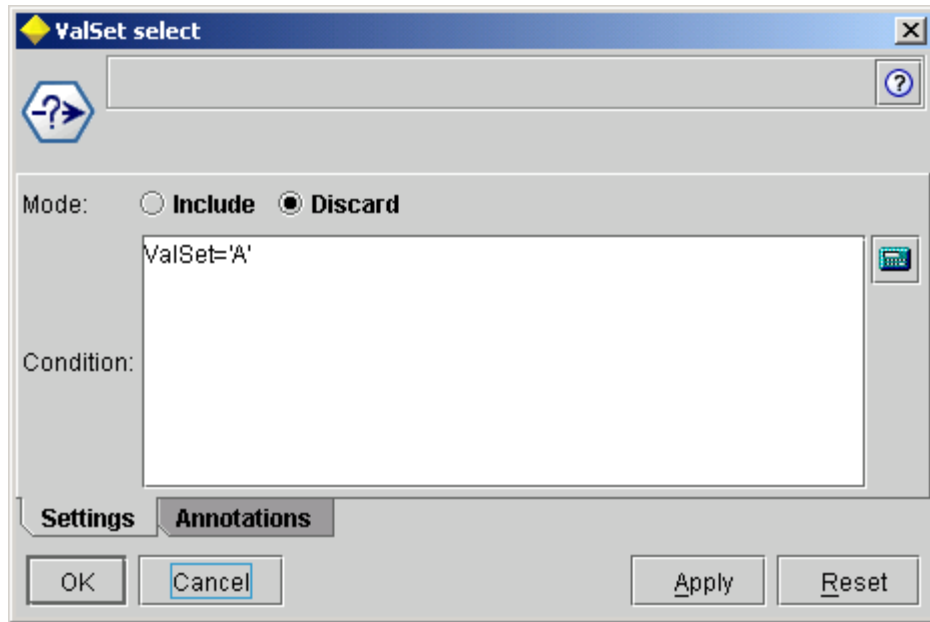 ValSet select
Mode: Include Discard
ValSet='A'
Condition:
Settings Annotations
OK Cancel Apply Reset